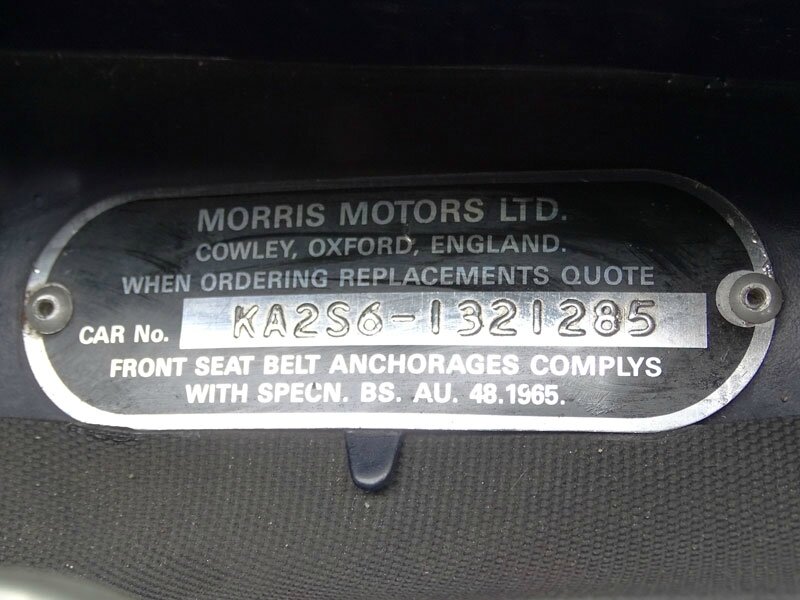 MORRIS MOTORS LTD.
COWLEY, OXFORD, ENGLAND.
WHEN ORDERING REPLACEMENTS QUOTE
CAR No. KA2S6-1321285
FRONT SEAT BELT ANCHORAGES COMPLYS
WITH SPECN. BS. AU. 48.1965.